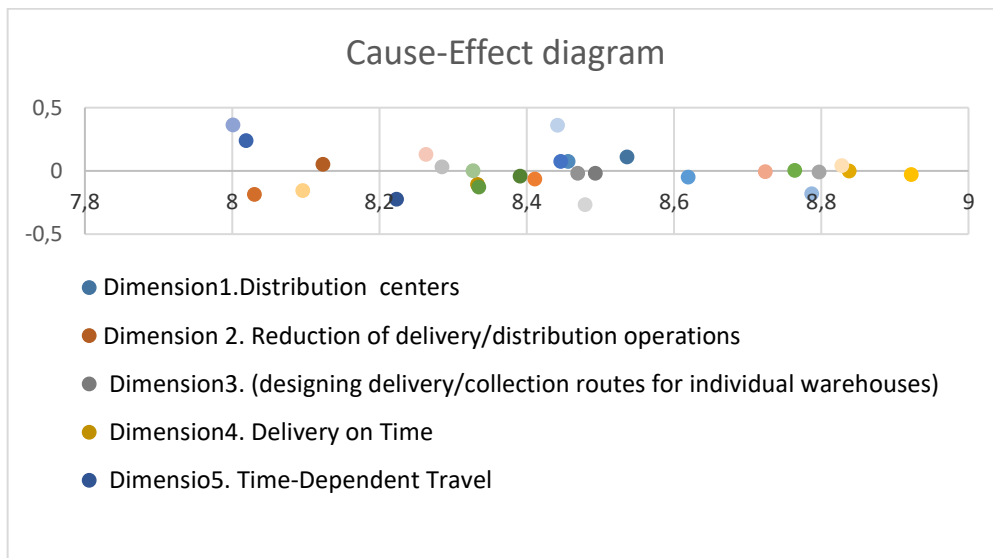 Cause-Effect diagram
0,5
0
-0,5
7,8 8 8,2 8,4 8,6 8,8 9
Dimension1.Distribution centers
Dimension 2. Reduction of delivery/distribution operations
Dimension3. (designing delivery/collection routes for individual warehouses)
Dimension4. Delivery on Time
Dimensio5. Time-Dependent Travel